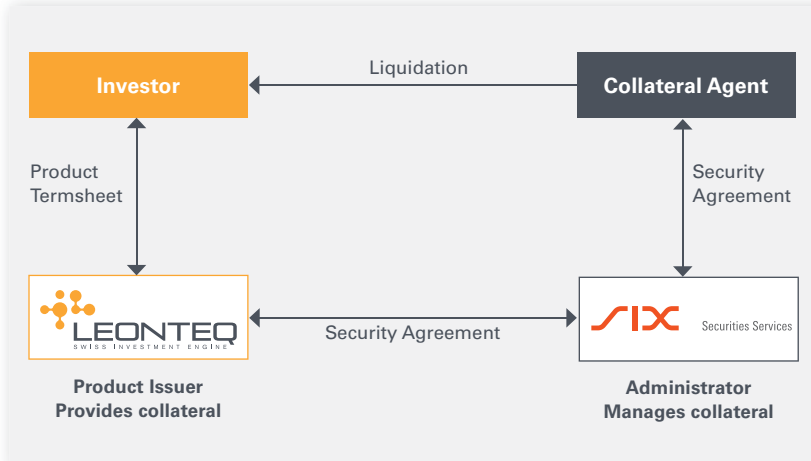 Liquidation
Investor
Collateral Agent
Product
Termsheet
Security
Agreement
LEONTEQ
SWISS INVESTMENT ENGINE
Security Agreement
SIX
Securities Services
Product Issuer
Provides collateral
Administrator
Manages collateral